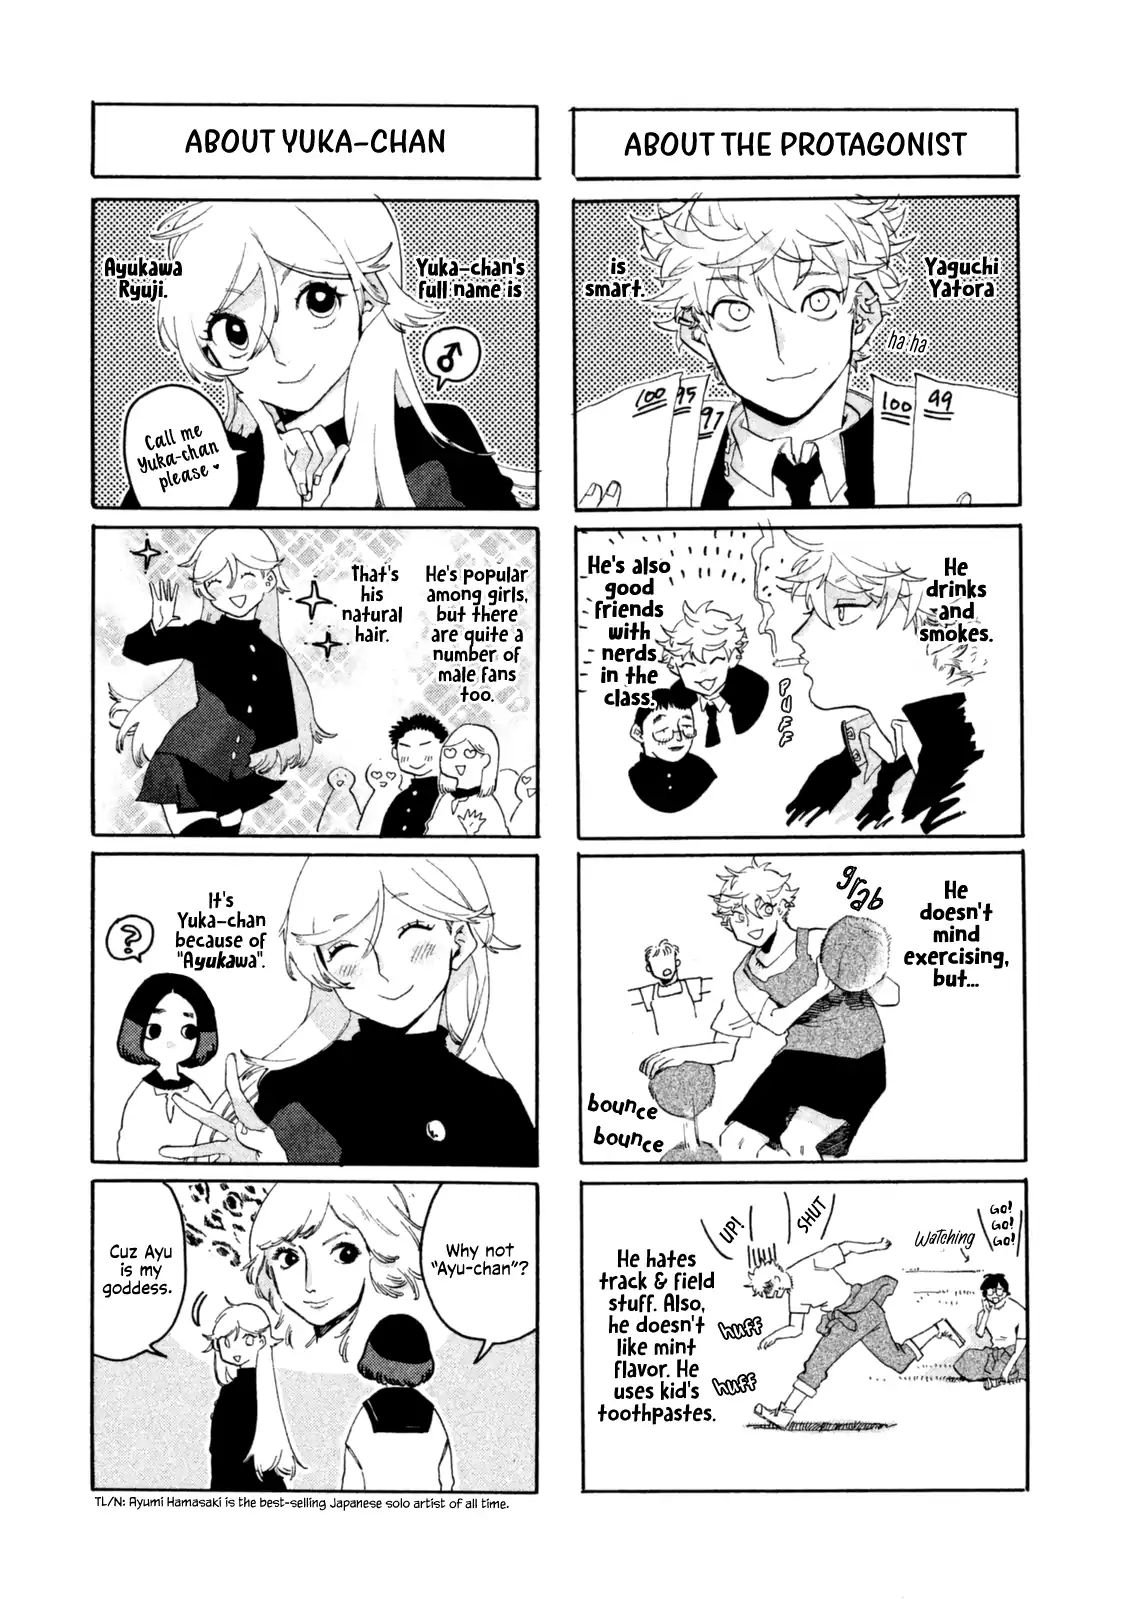 ABOUT THE PROTAGONIST
Yaguchi
Yatora
is
smart.
ha ha
100
95
97
100
99
He
drinks
and
smokes.
PUFF
He's also
good
friends
with
nerds
in the
class.
He
doesn't
mind
exercising,
but...
grab
bounce
bounce
GO!
GO!
GO!
Watching
SHUT
UP!
He hates
track & field
stuff. Also,
he doesn't
like mint
flavor. He
uses kid's
toothpastes.
huff
huff
ABOUT YUKA-CHAN
Yuka-chan's
full name is
Ayukawa
Ryuji.
♂
Call me
Yuka-chan
please ♥
He's popular
among girls,
but there
are quite a
number of
male fans
too.
That's
his
natural
hair.
It's
Yuka-chan
because of
"Ayukawa".
?
Why not
"Ayu-chan"?
Cuz Ayu
is my
goddess.
TL/N: Ayumi Hamasaki is the best-selling Japanese solo artist of all time.